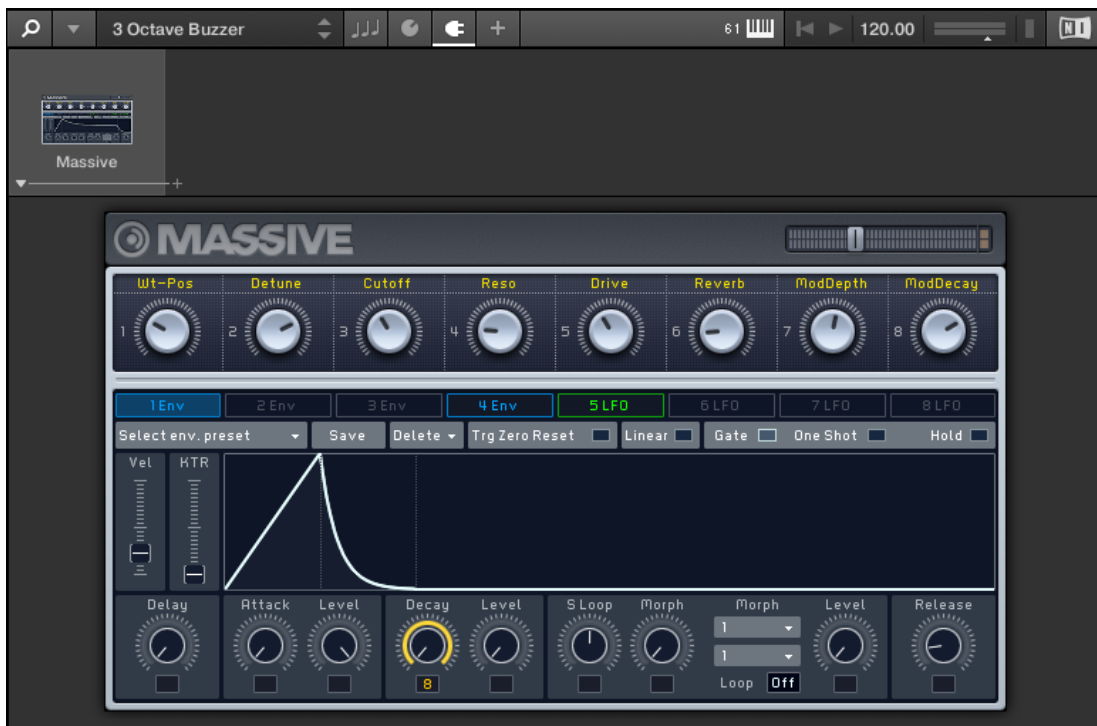 3 Octave Buzzer 61 120.00 NI
Massive
MASSIVE
Wt-Pos Detune Cutoff Reso Drive Reverb ModDepth ModDecay
1 2 3 4 5 6 7 8
1 Env 2 Env 3 Env 4 Env 5 LFO 6 LFO 7 LFO 8 LFO
Select env. preset Save Delete Trg Zero Reset Linear Gate One Shot Hold
Vel KTR
Delay Attack Level Decay Level S Loop Morph Morph Level Release
1
1
8 Loop Off